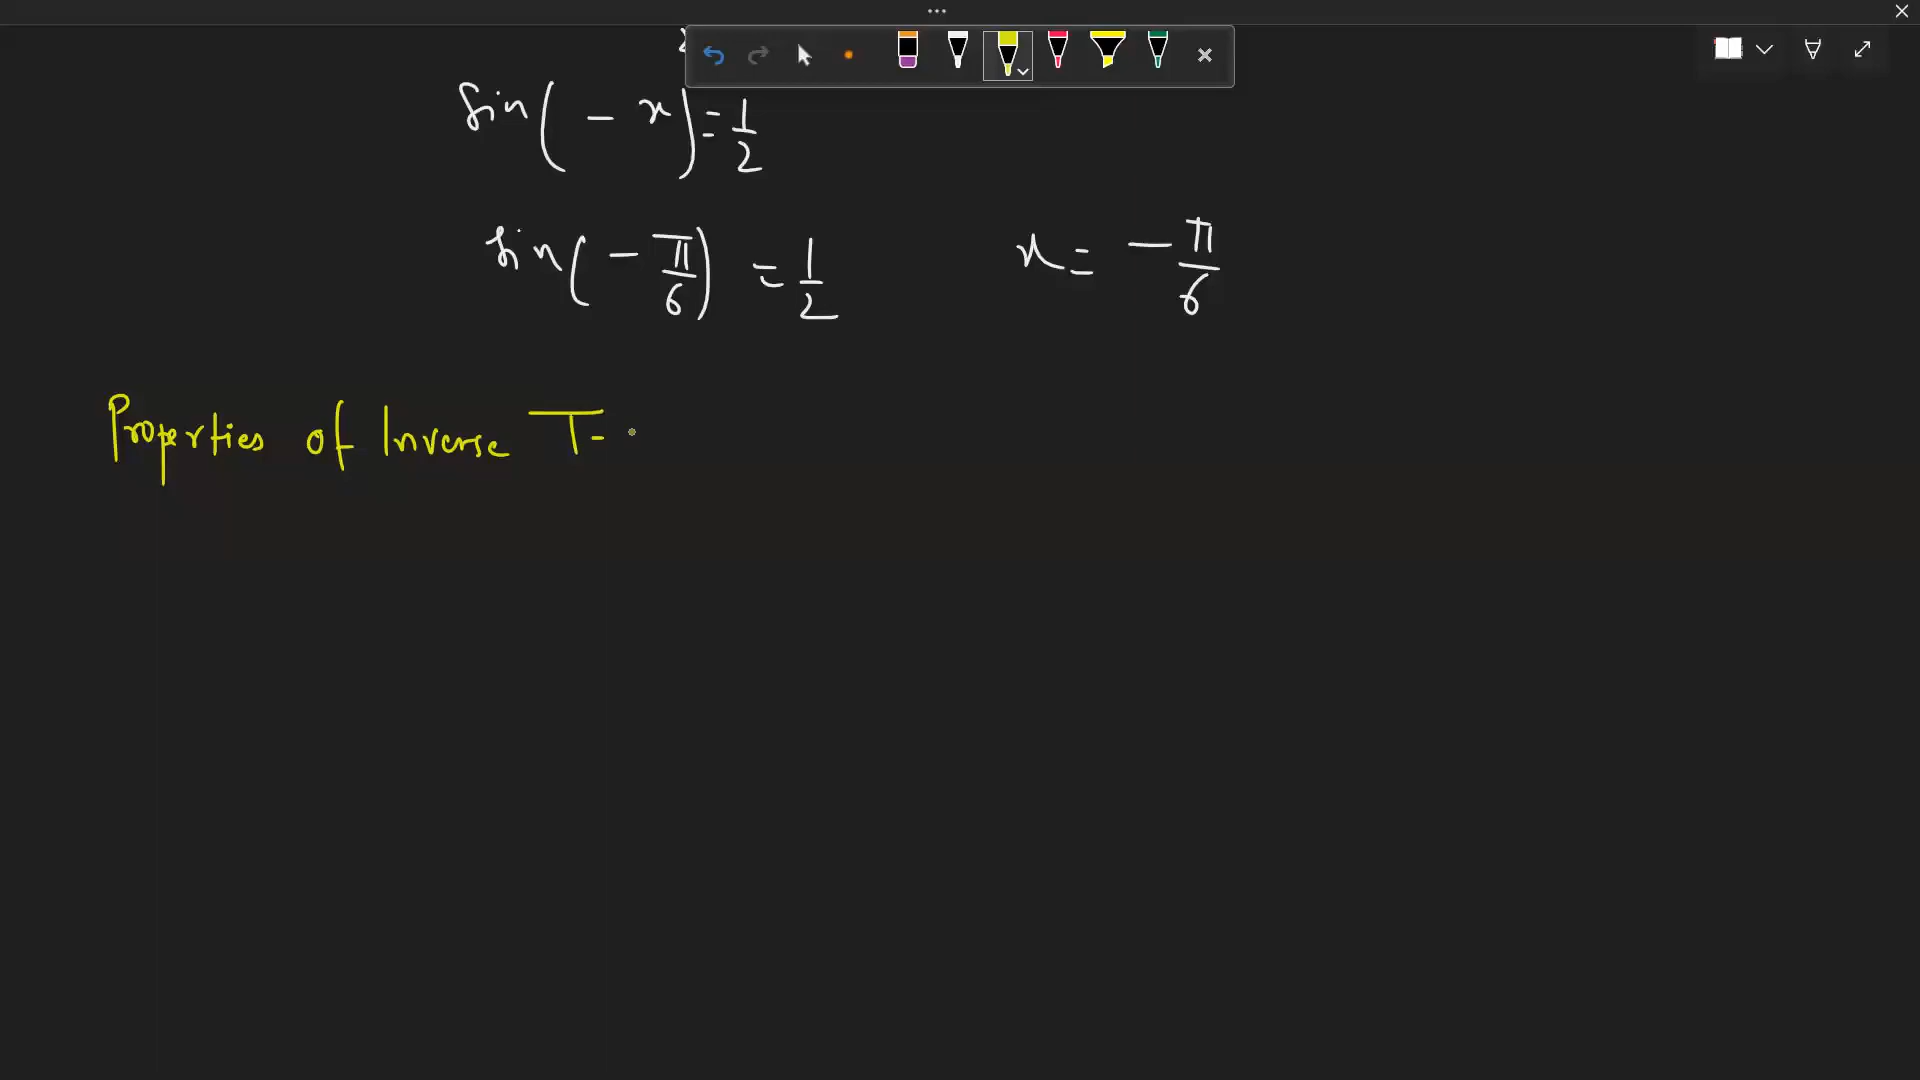 sin(-x) = 1/2
sin(-π/6) = 1/2 x = -π/6
Properties of Inverse T-